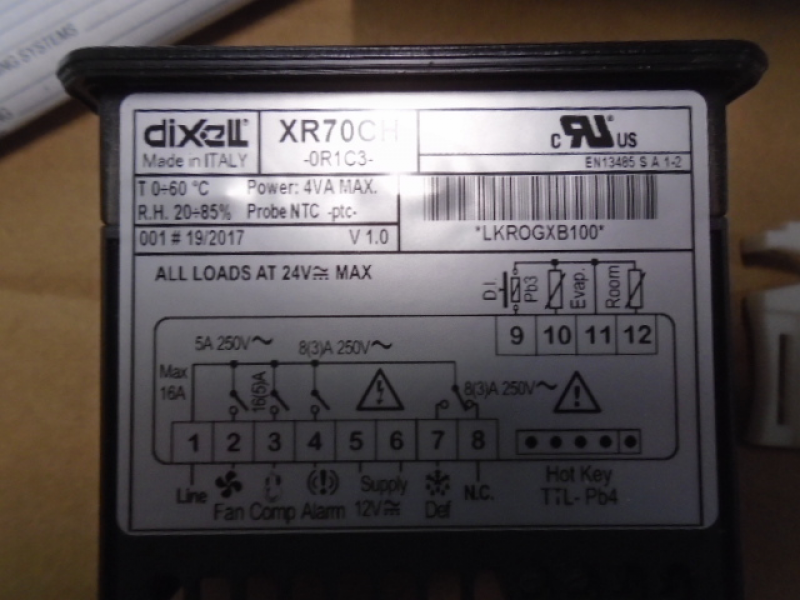 NG SYSTEMS
dixell
Made in ITALY
XR70CH
-0R1C3-
c RU US
EN13485 S A 1-2
T 0÷60 °C Power: 4VA MAX.
R.H. 20÷85% Probe NTC -ptc-
001 # 19/2017 V 1.0
*LKROGXB100*
ALL LOADS AT 24V≂ MAX
D.I Pb3 Evap. Room
9 10 11 12
5A 250V~ 8(3)A 250V~
Max 16A
16(5)A
8(3)A 250V~
1 2 3 4 5 6 7 8
Line Fan Comp Alarm Supply 12V≂ Def N.C.
Hot Key
TTL- Pb4